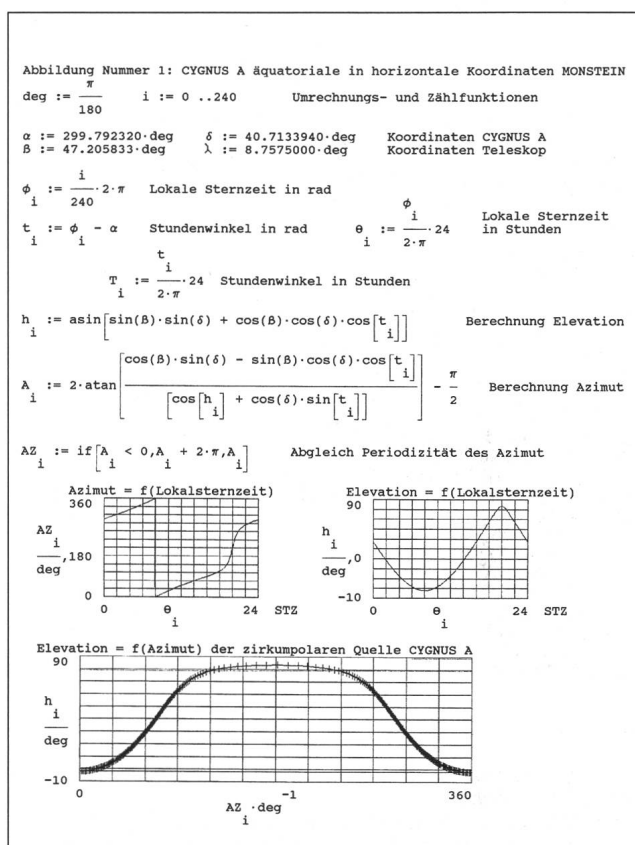 Abbildung Nummer 1: CYGNUS A äquatoriale in horizontale Koordinaten MONSTEIN
deg := π/180 i := 0 ..240 Umrechnungs- und Zählfunktionen
α := 299.792320·deg δ := 40.7133940·deg Koordinaten CYGNUS A
ß := 47.205833·deg λ := 8.7575000·deg Koordinaten Teleskop
ϕ_i := i/240·2·π Lokale Sternzeit in rad
t_i := ϕ_i - α Stundenwinkel in rad θ_i := ϕ_i/(2·π)·24 Lokale Sternzeit in Stunden
T_i := t_i/(2·π)·24 Stundenwinkel in Stunden
h_i := asin[sin(ß)·sin(δ) + cos(ß)·cos(δ)·cos[t_i]] Berechnung Elevation
A_i := 2·atan[[cos(ß)·sin(δ) - sin(ß)·cos(δ)·cos[t_i]]/[cos[h_i] + cos(δ)·sin[t_i]]] - π/2 Berechnung Azimut
AZ_i := if[A_i < 0,A_i + 2·π,A_i] Abgleich Periodizität des Azimut
Azimut = f(Lokalsternzeit)
360
AZ_i/deg,180
0
0 θ_i 24 STZ
Elevation = f(Lokalsternzeit)
90
h_i/deg,0
-10
0 θ_i 24 STZ
Elevation = f(Azimut) der zirkumpolaren Quelle CYGNUS A
90
h_i/deg
-10
0 AZ_i·deg -1 360